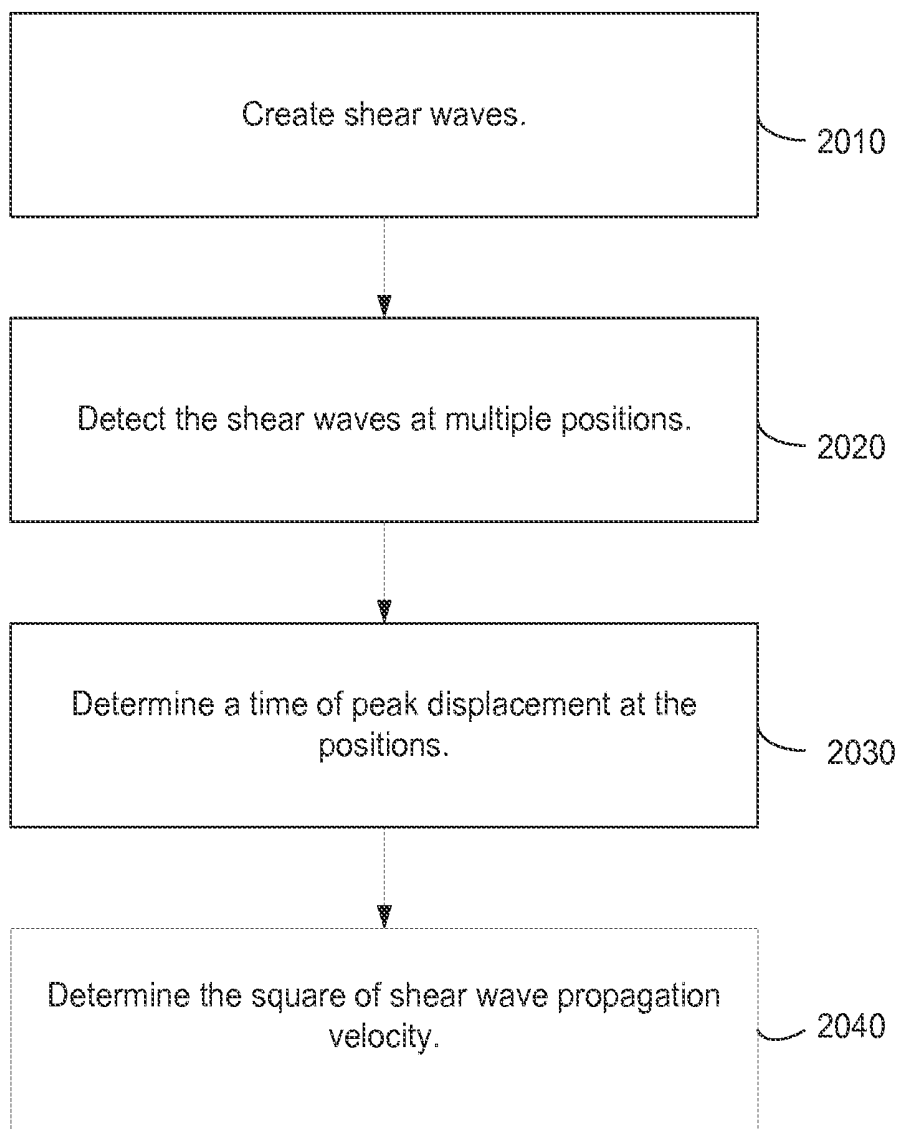 Create shear waves.
2010
Detect the shear waves at multiple positions.
2020
Determine a time of peak displacement at the
positions.
2030
Determine the square of shear wave propagation
velocity.
2040